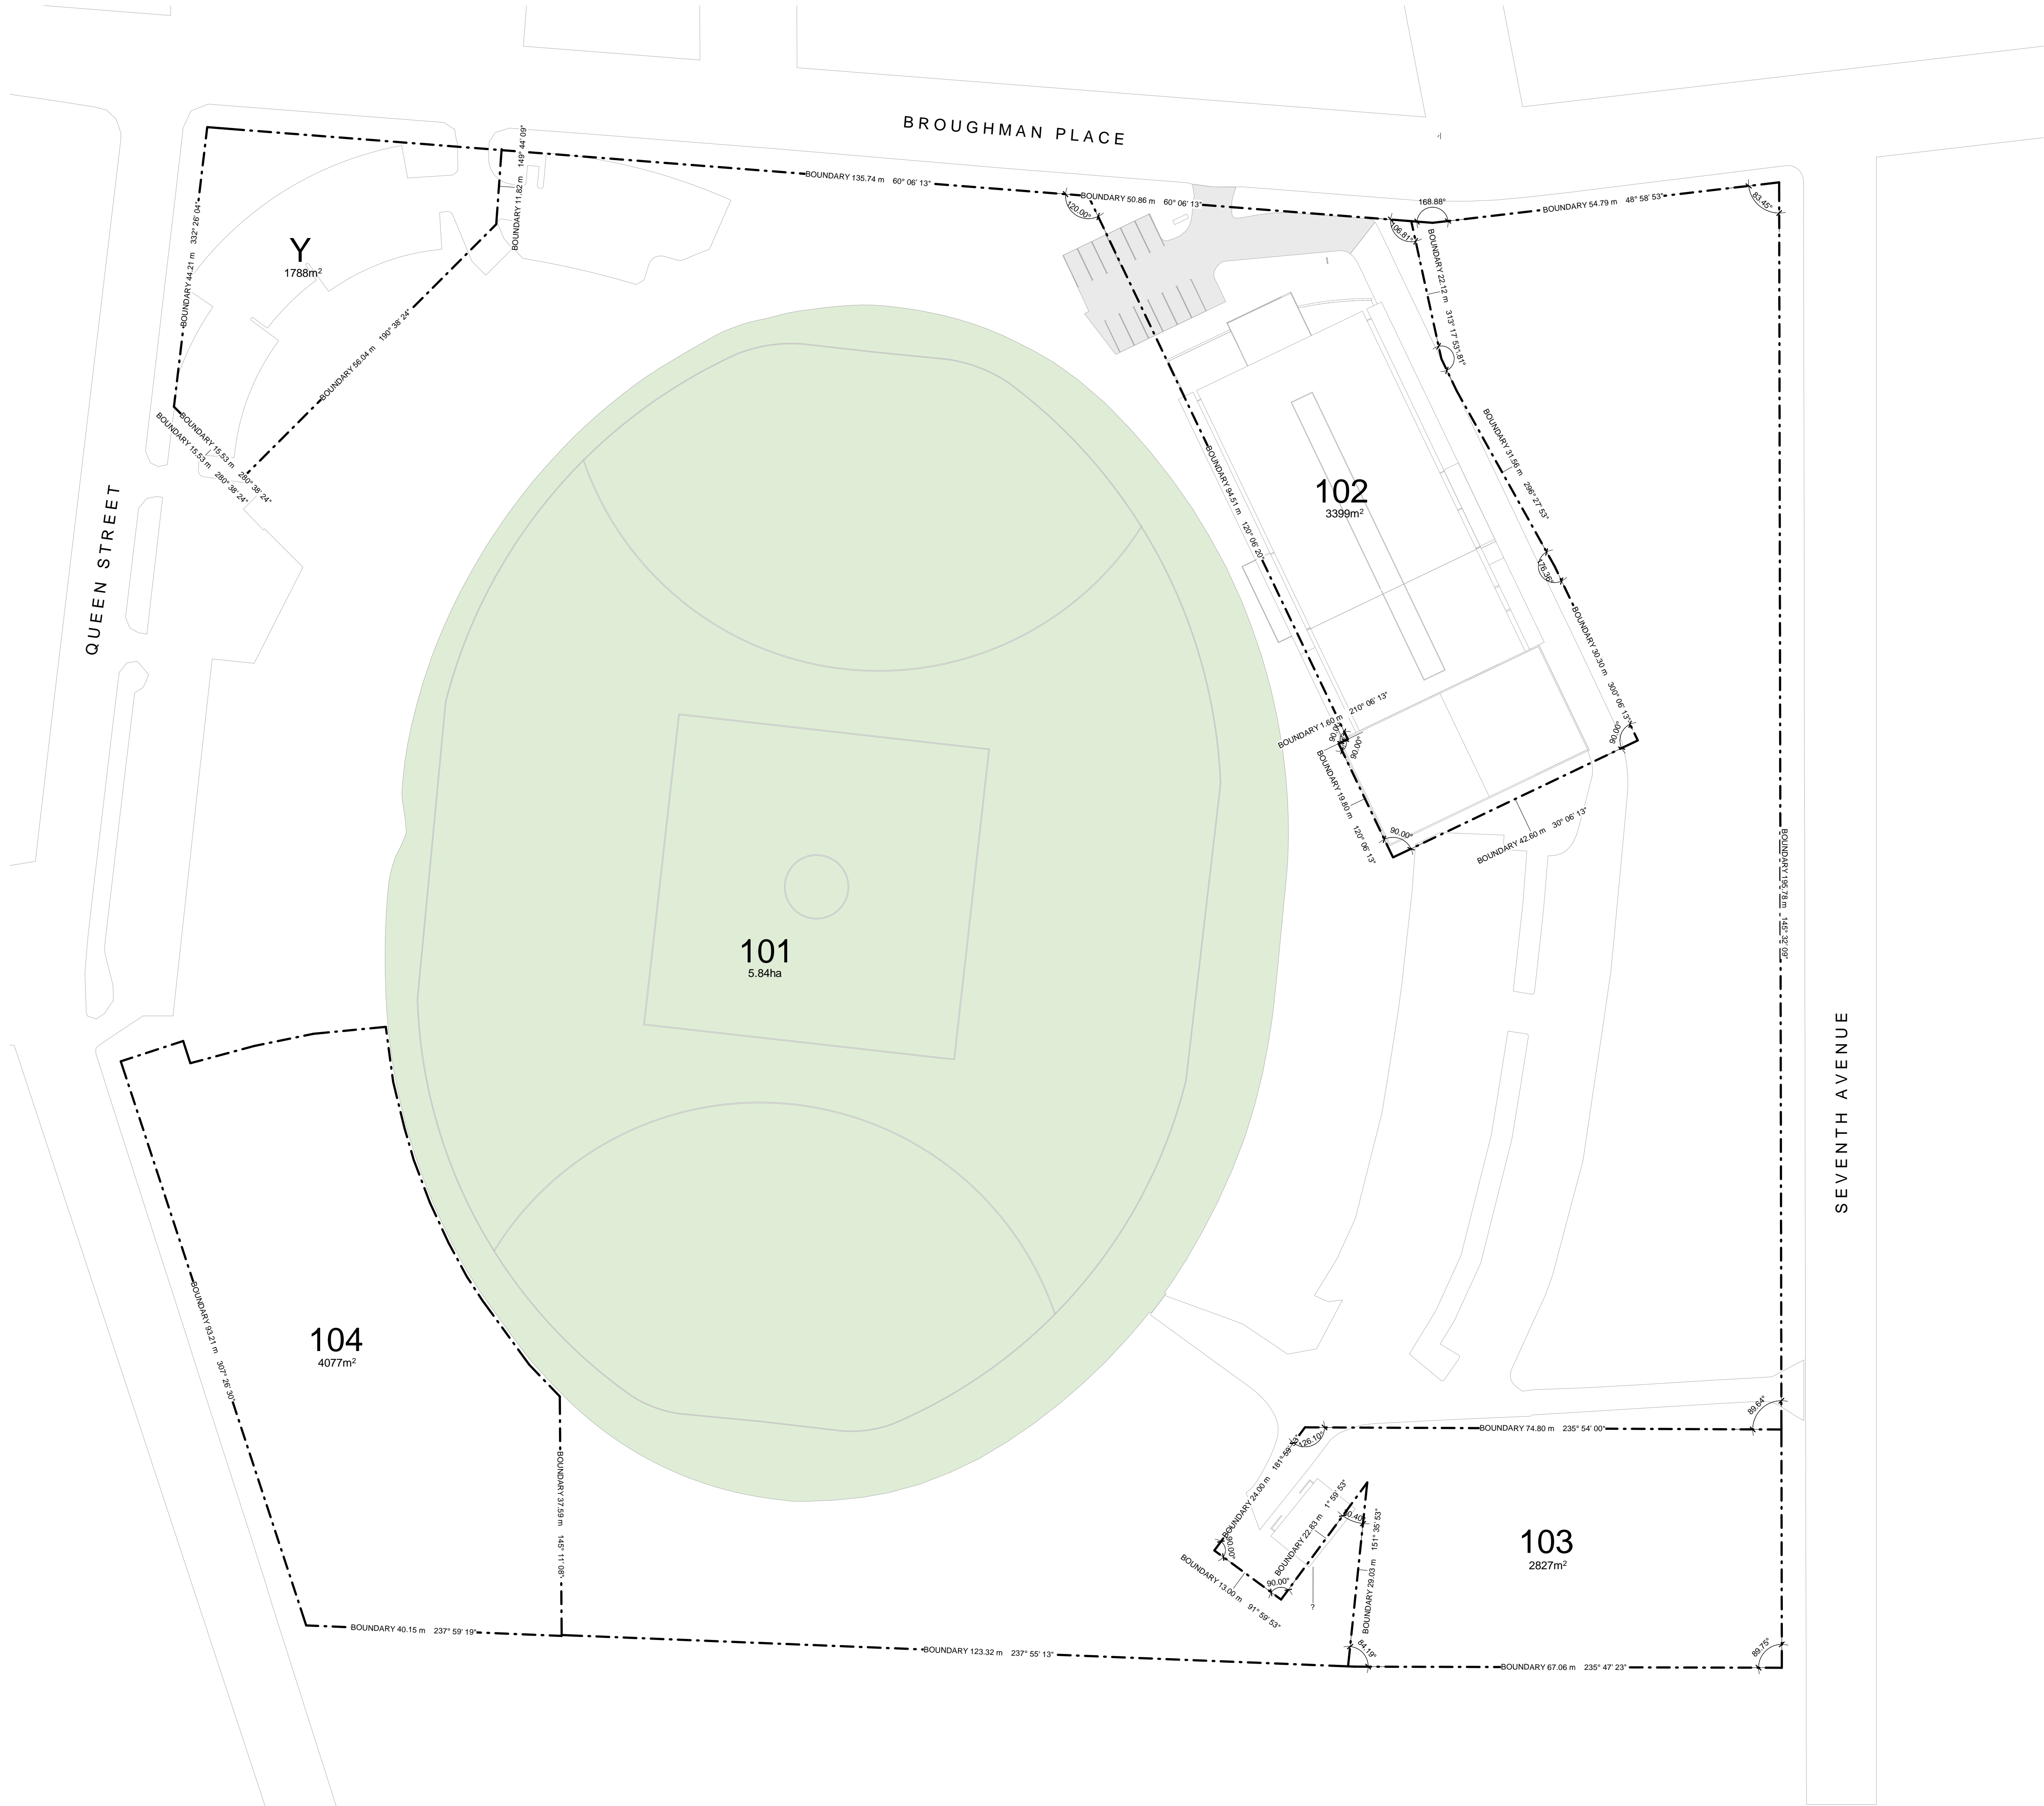 BROUGHMAN PLACE
BOUNDARY 11.82 m 149° 44' 09"
BOUNDARY 135.74 m 60° 06' 13"
BOUNDARY 50.86 m 60° 06' 13"
120.00°
168.88°
106.81°
BOUNDARY 54.79 m 48° 58' 53"
83.45°
BOUNDARY 44.21 m 332° 26' 04"
Y
1788m²
BOUNDARY 56.04 m 190° 38' 24"
BOUNDARY 15.53 m 280° 38' 24"
BOUNDARY 15.53 m 280° 38' 24"
BOUNDARY 22.12 m 313° 17' 53"
QUEEN STREET
BOUNDARY 94.51 m 120° 06' 20"
BOUNDARY 31.56 m 296° 27' 53"
102
3399m²
176.36°
BOUNDARY 30.30 m 300° 06' 13"
BOUNDARY 1.60 m 210° 06' 13"
90.00°
90.00°
BOUNDARY 19.80 m 120° 06' 13"
90.00°
BOUNDARY 42.60 m 30° 06' 13"
BOUNDARY 195.78 m 145° 32' 09"
101
5.84ha
SEVENTH AVENUE
BOUNDARY 93.21 m 307° 26' 30"
104
4077m²
BOUNDARY 37.59 m 145° 11' 08"
89.64°
BOUNDARY 74.80 m 235° 54' 00"
126.10°
BOUNDARY 24.00 m 181° 59' 53"
BOUNDARY 22.83 m 1° 59' 53"
BOUNDARY 29.03 m 151° 35' 53"
103
2827m²
90.00°
90.00°
BOUNDARY 13.00 m 91° 59' 53"
?
BOUNDARY 40.15 m 237° 59' 19"
BOUNDARY 123.32 m 237° 55' 13"
84.19°
BOUNDARY 67.06 m 235° 47' 23"
89.75°